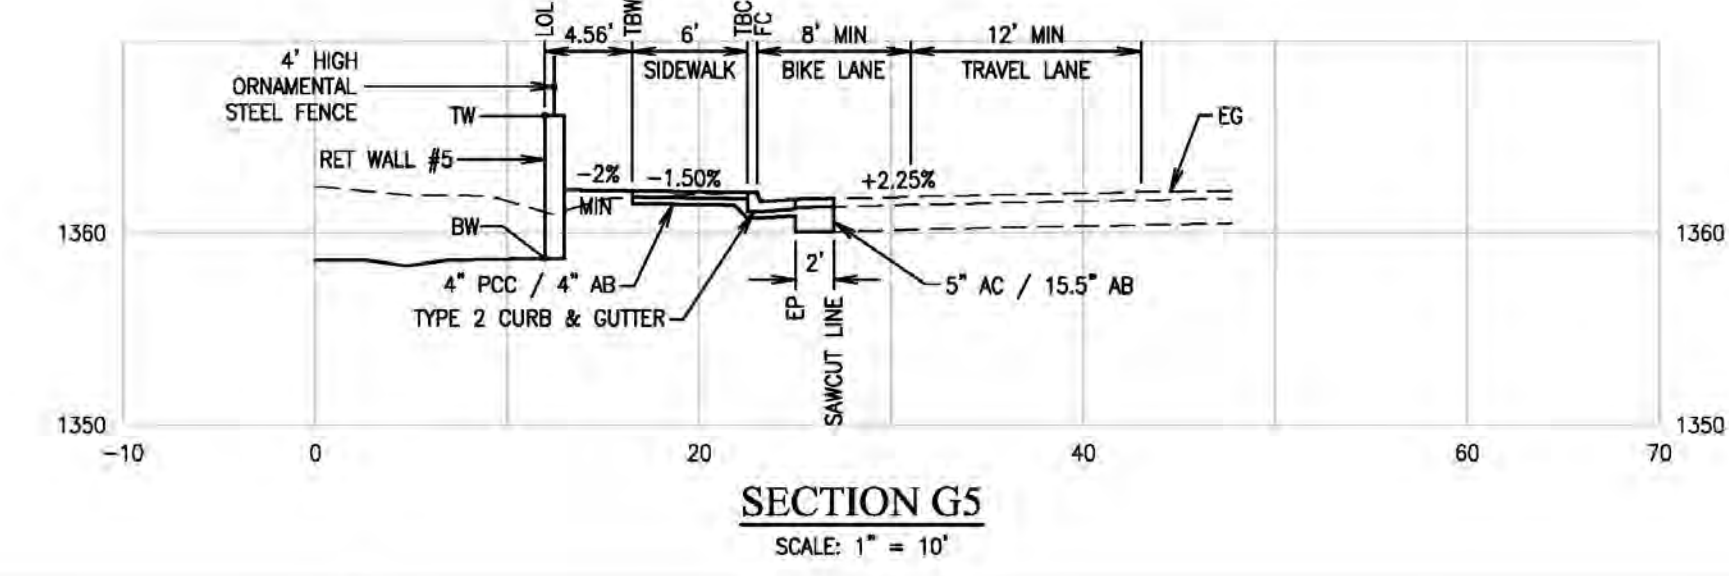 LOL
TBW
TBC
FC
4.56'
6'
8' MIN
12' MIN
SIDEWALK
BIKE LANE
TRAVEL LANE
4' HIGH
ORNAMENTAL
STEEL FENCE
TW
EG
RET WALL #5
-2%
-1.50%
+2.25%
MIN
BW
1360
1360
2'
4" PCC / 4" AB
5" AC / 15.5" AB
TYPE 2 CURB & GUTTER
EP
SAWCUT LINE
1350
1350
-10
0
20
40
60
70
SECTION G5
SCALE: 1" = 10'